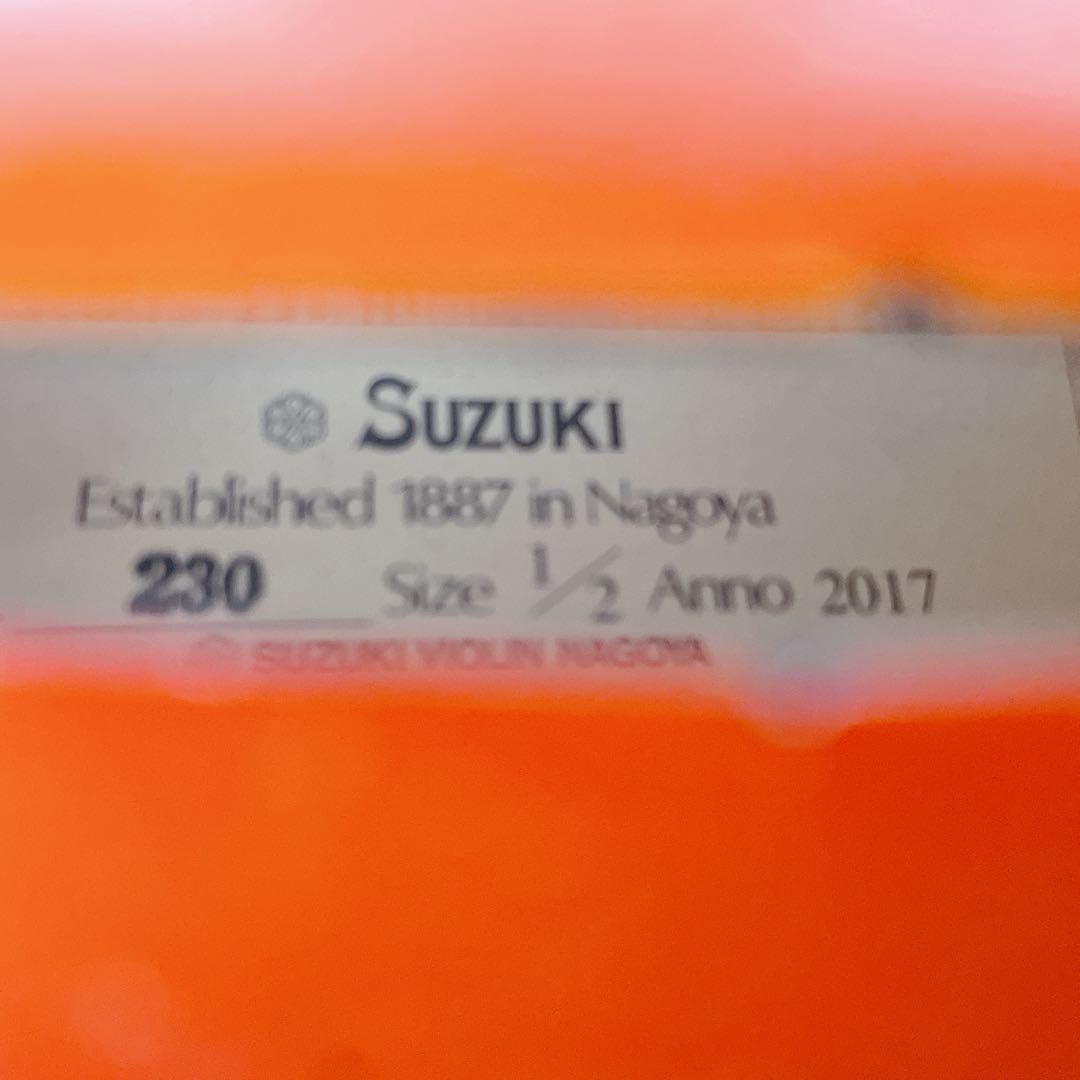 SUZUKI
Established 1887 in Nagoya
230 Size 1/2 Anno 2017
SUZUKI VIOLIN NAGOYA